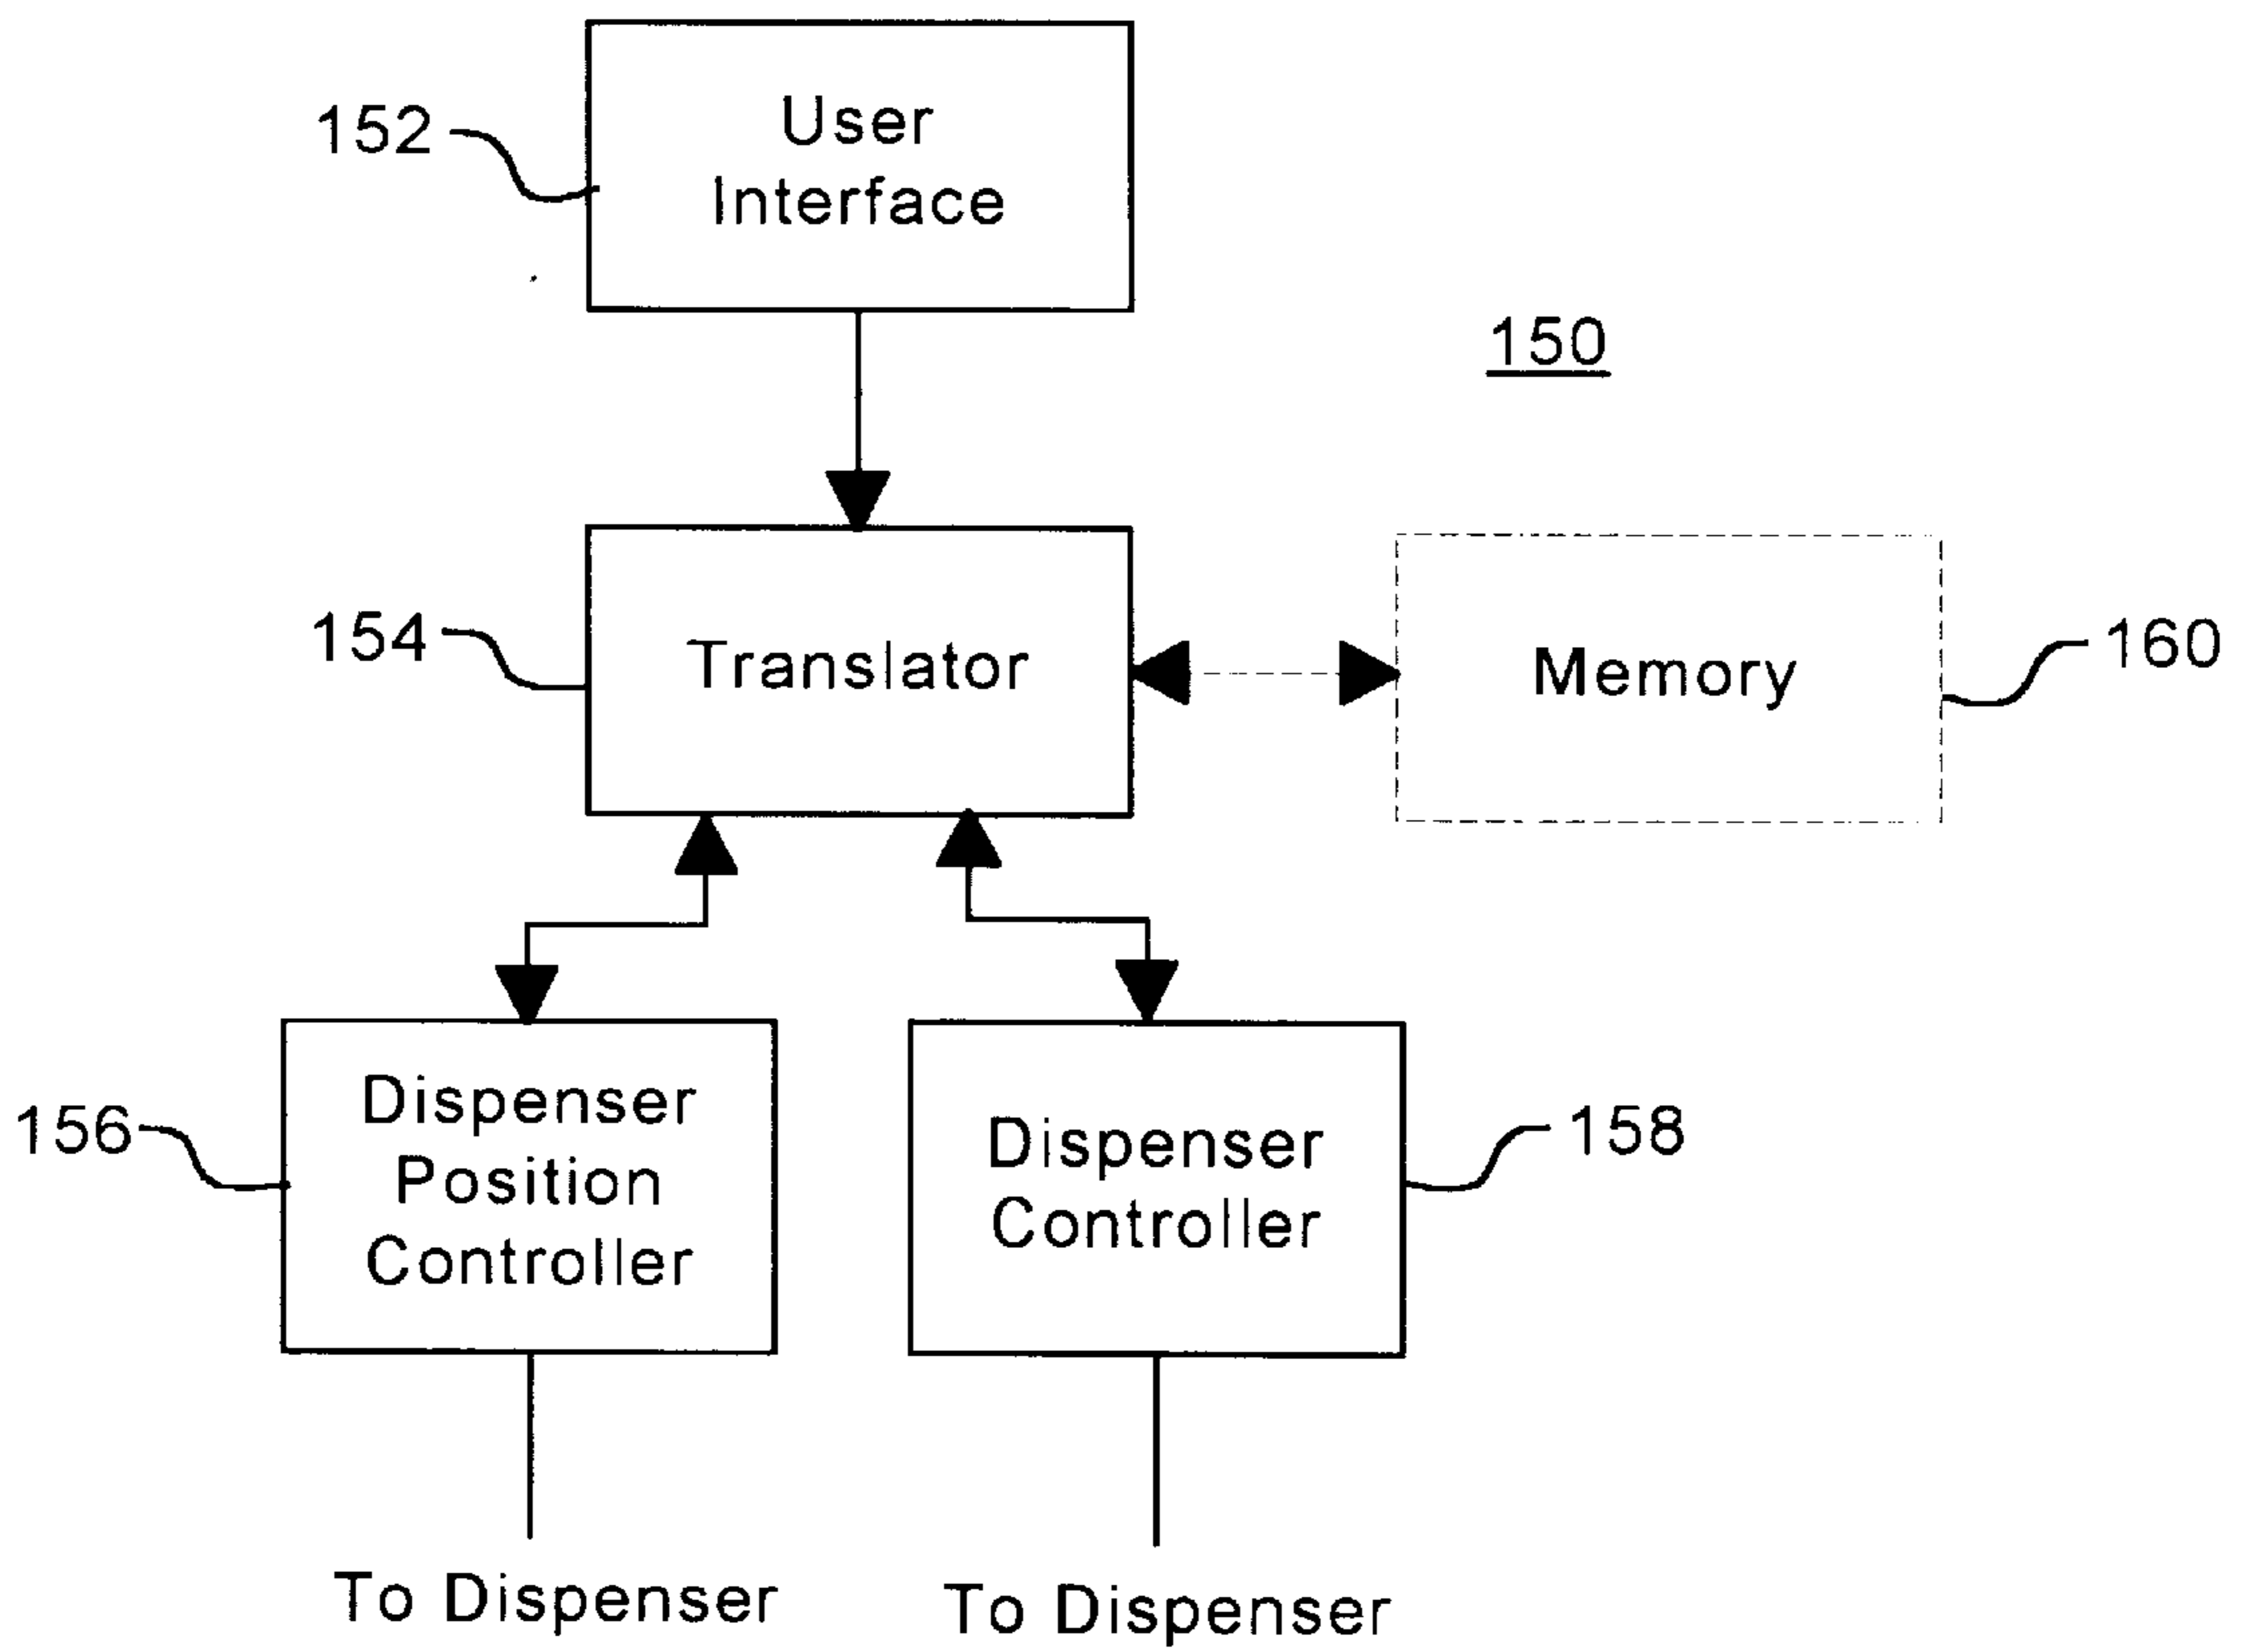 152
User
Interface
150
154
Translator
Memory
160
156
Dispenser
Position
Controller
Dispenser
Controller
158
To Dispenser
To Dispenser